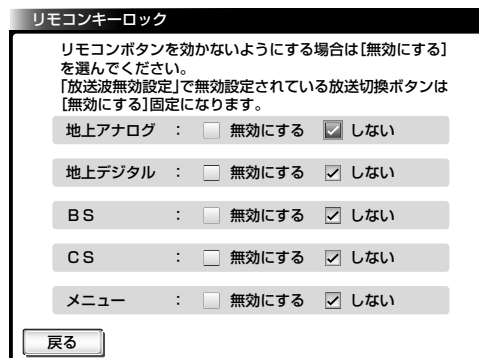 リモコンキーロック
リモコンボタンを効かないようにする場合は[無効にする]
を選んでください。
「放送波無効設定」で無効設定されている放送切換ボタンは
[無効にする]固定になります。
地上アナログ : 無効にする しない
地上デジタル : 無効にする しない
BS : 無効にする しない
CS : 無効にする しない
メニュー : 無効にする しない
戻る